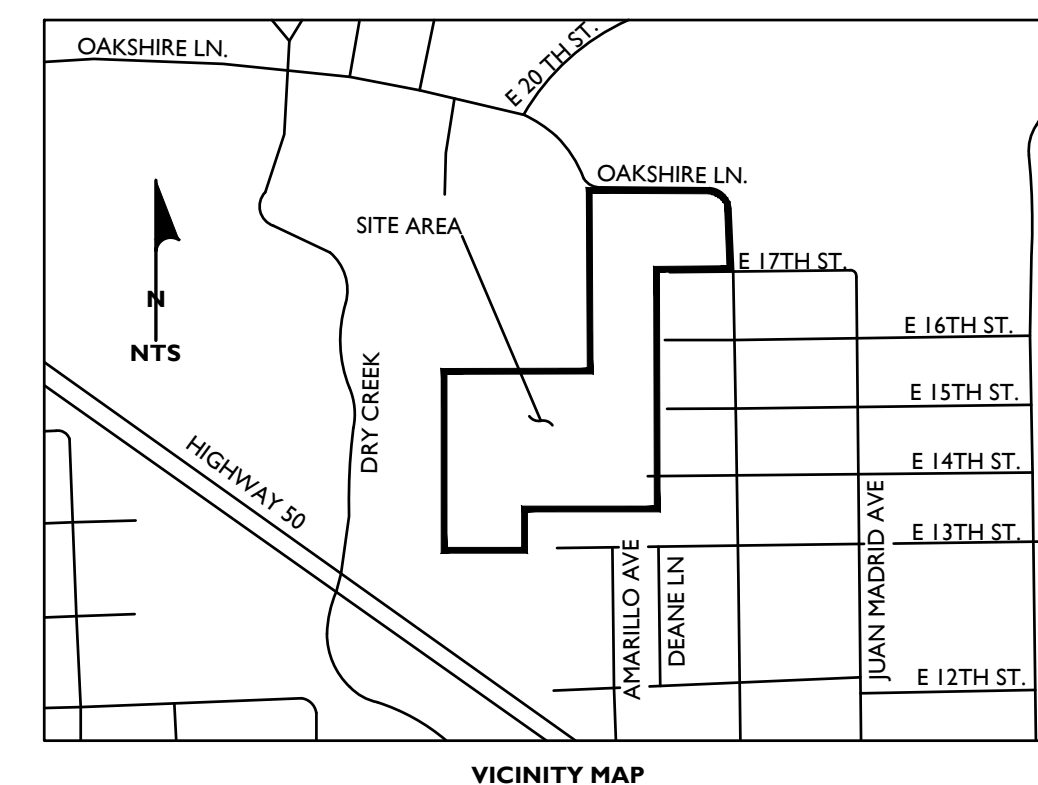 OAKSHIRE LN.
E 20 TH ST.
OAKSHIRE LN.
SITE AREA
E 17TH ST.
N
NTS
E 16TH ST.
DRY CREEK
E 15TH ST.
HIGHWAY 50
E 14TH ST.
JUAN MADRID AVE
E 13TH ST.
AMARILLO AVE
DEANE LN
E 12TH ST.
VICINITY MAP